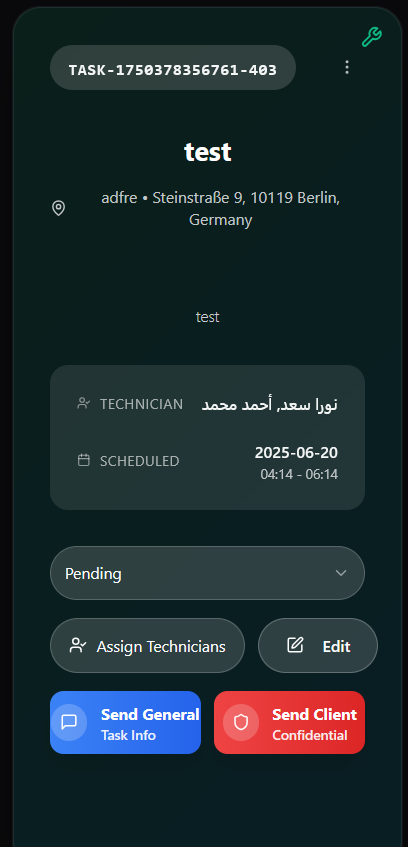 TASK-1750378356761-403
test
adfre • Steinstraße 9, 10119 Berlin,
Germany
test
TECHNICIAN نورا سعد, أحمد محمد
SCHEDULED 2025-06-20
04:14 - 06:14
Pending
Assign Technicians Edit
Send General Send Client
Task Info Confidential